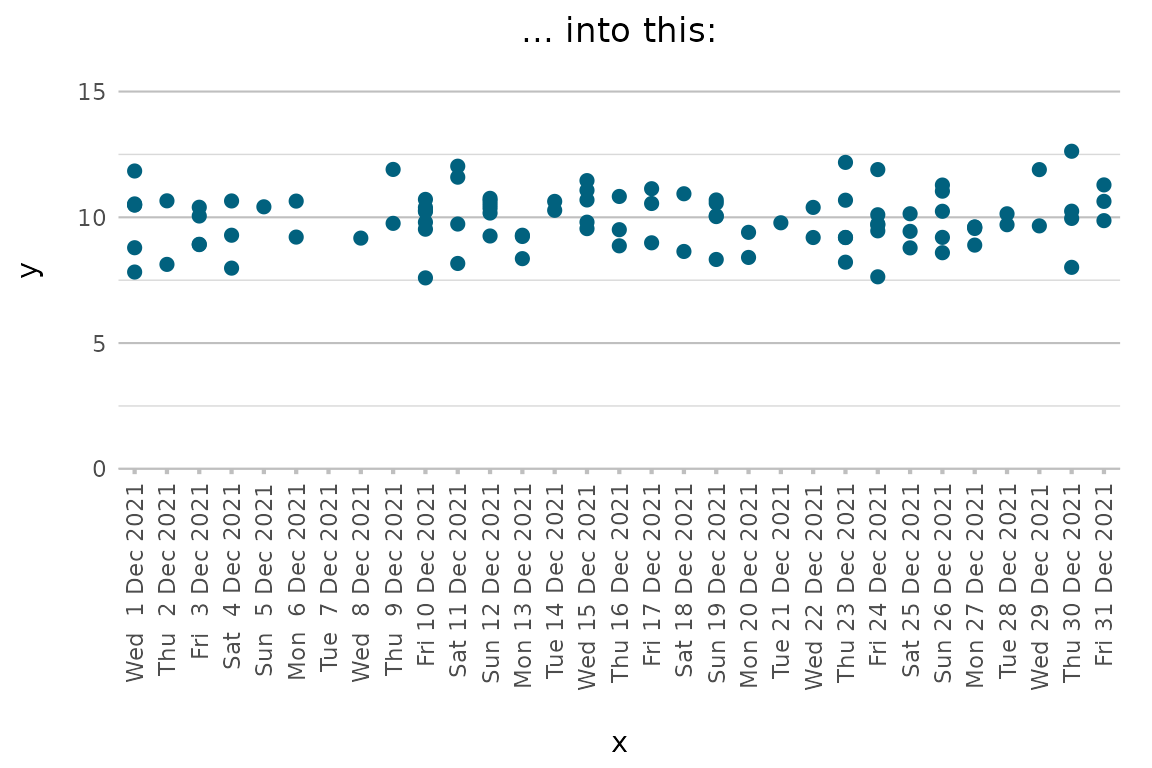 ... into this:
15
10
5
0
y
Wed  1 Dec 2021
Thu  2 Dec 2021
Fri  3 Dec 2021
Sat  4 Dec 2021
Sun  5 Dec 2021
Mon  6 Dec 2021
Tue  7 Dec 2021
Wed  8 Dec 2021
Thu  9 Dec 2021
Fri 10 Dec 2021
Sat 11 Dec 2021
Sun 12 Dec 2021
Mon 13 Dec 2021
Tue 14 Dec 2021
Wed 15 Dec 2021
Thu 16 Dec 2021
Fri 17 Dec 2021
Sat 18 Dec 2021
Sun 19 Dec 2021
Mon 20 Dec 2021
Tue 21 Dec 2021
Wed 22 Dec 2021
Thu 23 Dec 2021
Fri 24 Dec 2021
Sat 25 Dec 2021
Sun 26 Dec 2021
Mon 27 Dec 2021
Tue 28 Dec 2021
Wed 29 Dec 2021
Thu 30 Dec 2021
Fri 31 Dec 2021
x